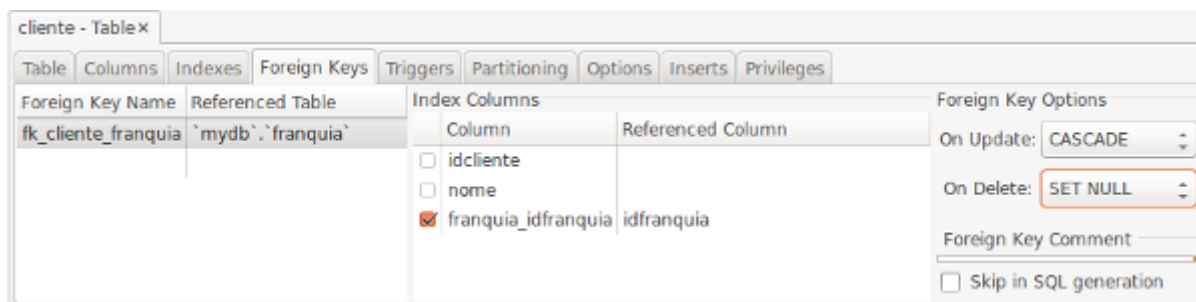 cliente - Table×
Table Columns Indexes Foreign Keys Triggers Partitioning Options Inserts Privileges
Foreign Key Name Referenced Table
fk_cliente_franquia `mydb`.`franquia`
Index Columns
Column Referenced Column
idcliente
nome
franquia_idfranquia idfranquia
Foreign Key Options
On Update: CASCADE
On Delete: SET NULL
Foreign Key Comment
Skip in SQL generation